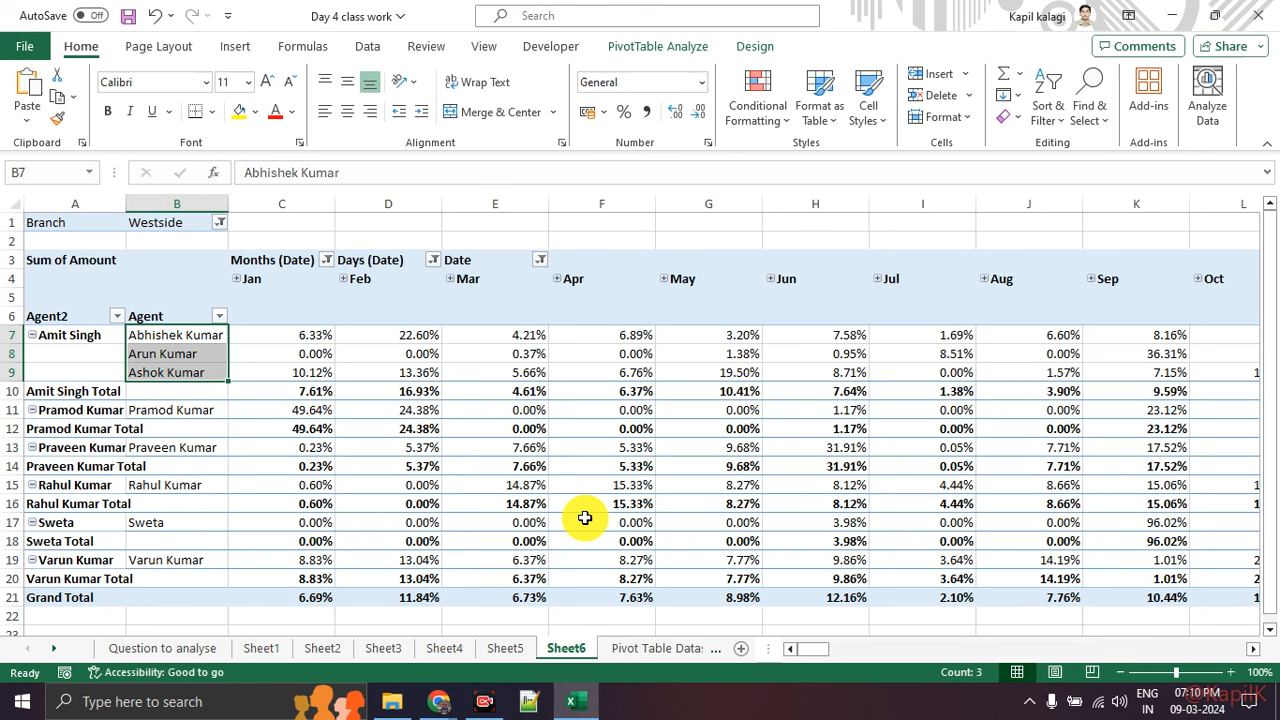 AutoSave Off Day 4 class work Search Kapil kalagi
File Home Page Layout Insert Formulas Data Review View Developer PivotTable Analyze Design Comments Share
Calibri 11 Wrap Text General Insert
Paste B I U Merge & Center Conditional Formatting Format as Table Cell Styles Delete Sort & Filter Find & Select Add-ins Analyze Data
Format
Clipboard Font Alignment Number Styles Cells Editing Add-ins
B7 fx Abhishek Kumar
A B C D E F G H I J K L
1 Branch Westside
2
3 Sum of Amount Months (Date) Days (Date) Date
4 Jan Feb Mar Apr May Jun Jul Aug Sep Oct
5
6 Agent2 Agent
7 Amit Singh Abhishek Kumar 6.33% 22.60% 4.21% 6.89% 3.20% 7.58% 1.69% 6.60% 8.16%
8 Arun Kumar 0.00% 0.00% 0.37% 0.00% 1.38% 0.95% 8.51% 0.00% 36.31%
9 Ashok Kumar 10.12% 13.36% 5.66% 6.76% 19.50% 8.71% 0.00% 1.57% 7.15% 1
10 Amit Singh Total 7.61% 16.93% 4.61% 6.37% 10.41% 7.64% 1.38% 3.90% 9.59%
11 Pramod Kumar Pramod Kumar 49.64% 24.38% 0.00% 0.00% 0.00% 1.17% 0.00% 0.00% 23.12%
12 Pramod Kumar Total 49.64% 24.38% 0.00% 0.00% 0.00% 1.17% 0.00% 0.00% 23.12%
13 Praveen Kumar Praveen Kumar 0.23% 5.37% 7.66% 5.33% 9.68% 31.91% 0.05% 7.71% 17.52%
14 Praveen Kumar Total 0.23% 5.37% 7.66% 5.33% 9.68% 31.91% 0.05% 7.71% 17.52%
15 Rahul Kumar Rahul Kumar 0.60% 0.00% 14.87% 15.33% 8.27% 8.12% 4.44% 8.66% 15.06% 1
16 Rahul Kumar Total 0.60% 0.00% 14.87% 15.33% 8.27% 8.12% 4.44% 8.66% 15.06% 1
17 Sweta Sweta 0.00% 0.00% 0.00% 0.00% 0.00% 3.98% 0.00% 0.00% 96.02%
18 Sweta Total 0.00% 0.00% 0.00% 0.00% 0.00% 3.98% 0.00% 0.00% 96.02%
19 Varun Kumar Varun Kumar 8.83% 13.04% 6.37% 8.27% 7.77% 9.86% 3.64% 14.19% 1.01% 2
20 Varun Kumar Total 8.83% 13.04% 6.37% 8.27% 7.77% 9.86% 3.64% 14.19% 1.01% 2
21 Grand Total 6.69% 11.84% 6.73% 7.63% 8.98% 12.16% 2.10% 7.76% 10.44% 1
22
23
Question to analyse Sheet1 Sheet2 Sheet3 Sheet4 Sheet5 Sheet6 Pivot Table Data: ...
Ready Accessibility: Good to go Count: 3 100%
Type here to search ENG IN 07:10 PM 09-03-2024
@KapilK